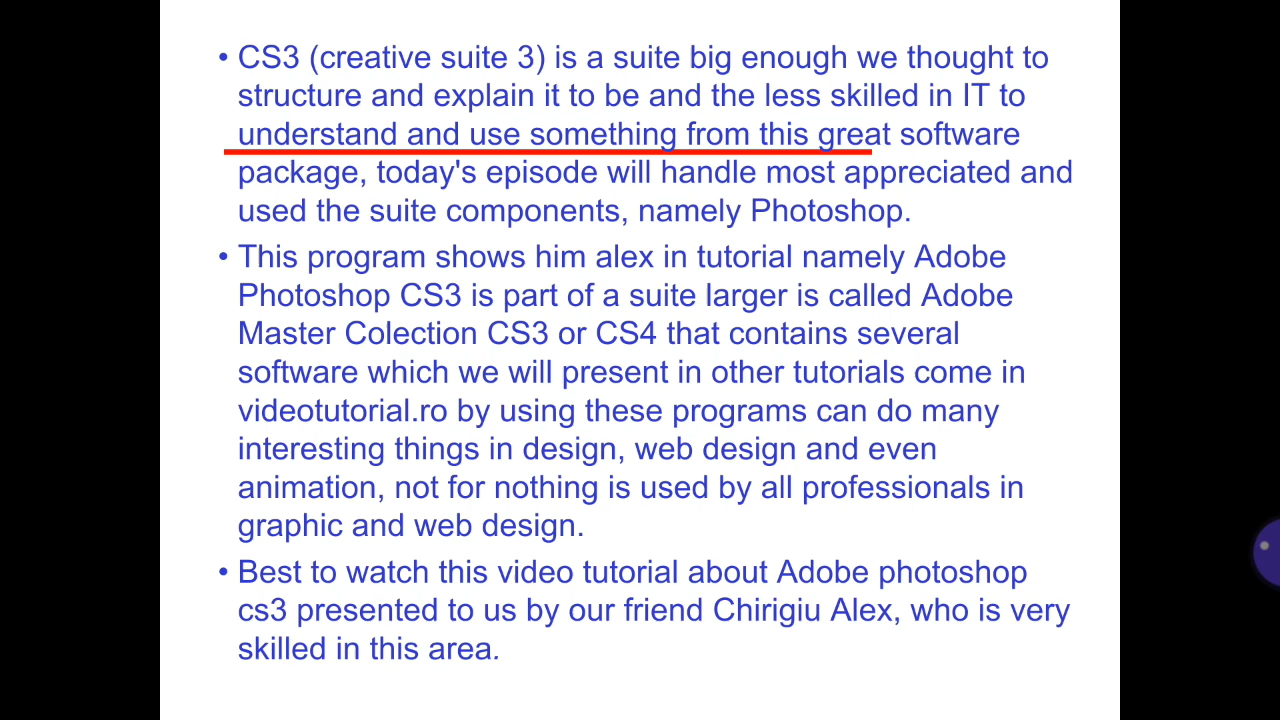 • CS3 (creative suite 3) is a suite big enough we thought to
structure and explain it to be and the less skilled in IT to
understand and use something from this great software
package, today's episode will handle most appreciated and
used the suite components, namely Photoshop.
• This program shows him alex in tutorial namely Adobe
Photoshop CS3 is part of a suite larger is called Adobe
Master Colection CS3 or CS4 that contains several
software which we will present in other tutorials come in
videotutorial.ro by using these programs can do many
interesting things in design, web design and even
animation, not for nothing is used by all professionals in
graphic and web design.
• Best to watch this video tutorial about Adobe photoshop
cs3 presented to us by our friend Chirigiu Alex, who is very
skilled in this area.